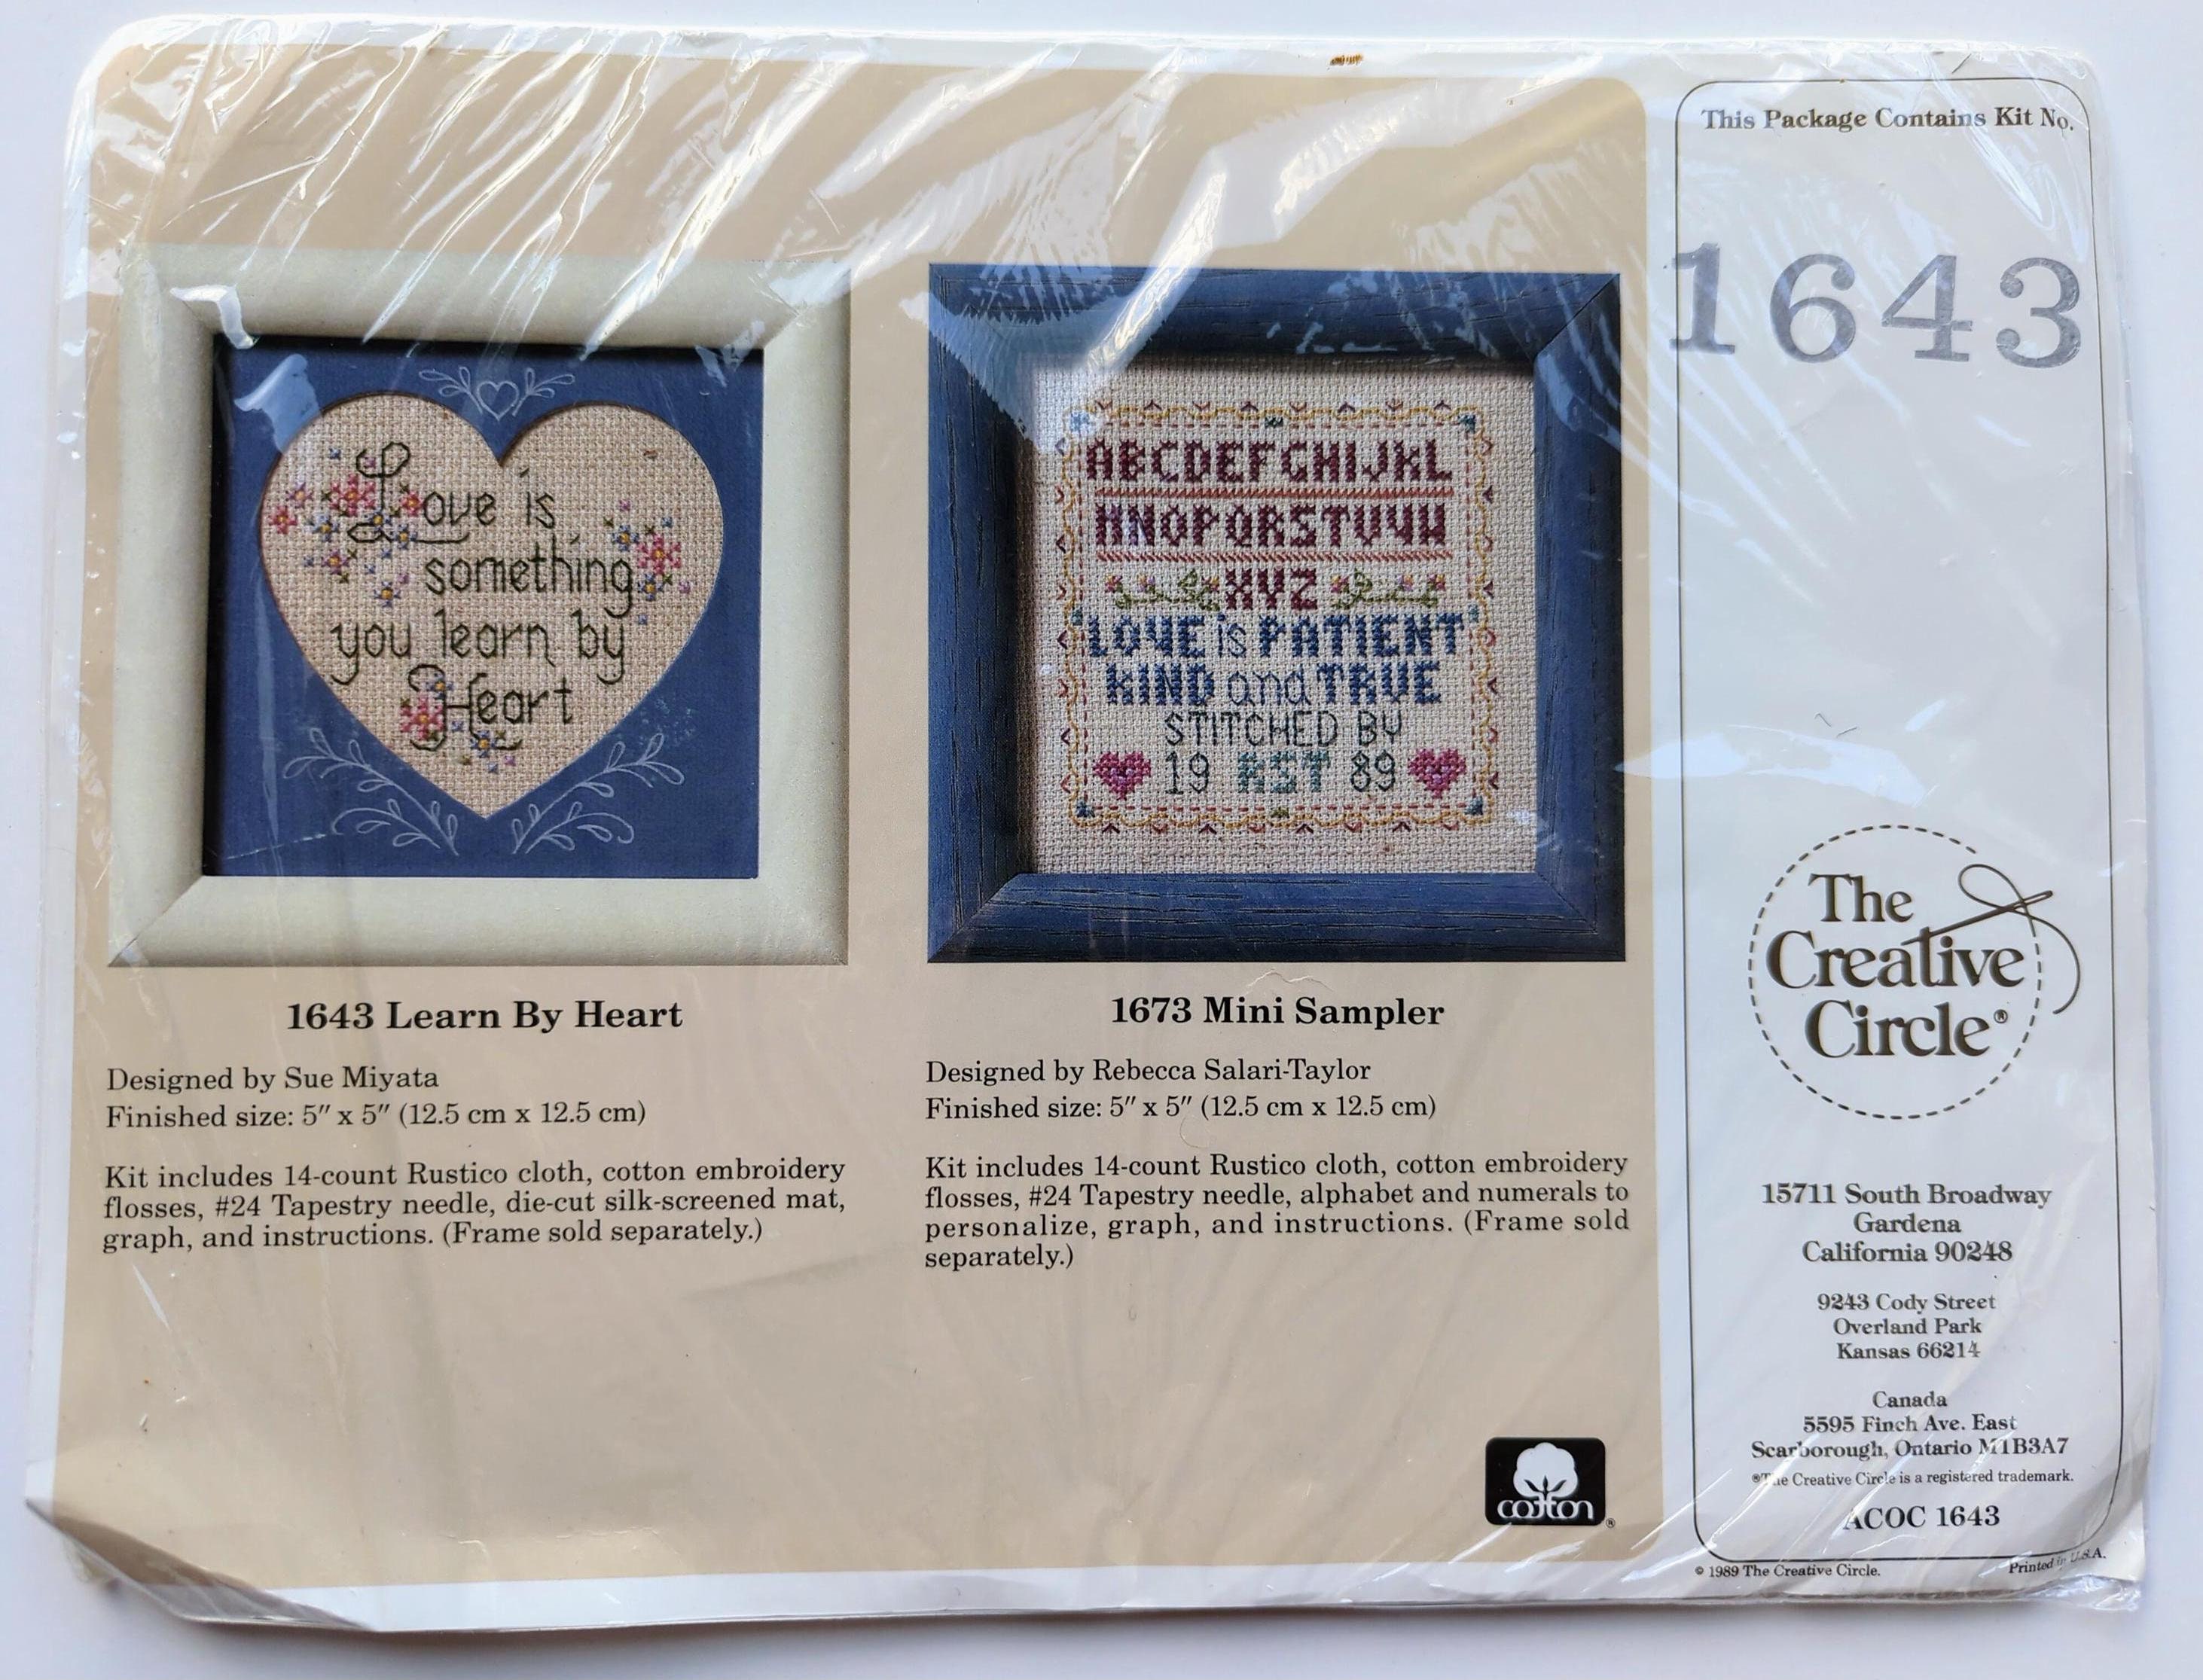 This Package Contains Kit No.
1643
Love is
something
you learn by
Heart
ABCDEFGHIJKL
MNOPQRSTUVW
XYZ
LOVE is PATIENT
KIND and TRUE
STITCHED BY
19 RST 89
1643 Learn By Heart
Designed by Sue Miyata
Finished size: 5" x 5" (12.5 cm x 12.5 cm)
Kit includes 14-count Rustico cloth, cotton embroidery
flosses, #24 Tapestry needle, die-cut silk-screened mat,
graph, and instructions. (Frame sold separately.)
1673 Mini Sampler
Designed by Rebecca Salari-Taylor
Finished size: 5" x 5" (12.5 cm x 12.5 cm)
Kit includes 14-count Rustico cloth, cotton embroidery
flosses, #24 Tapestry needle, alphabet and numerals to
personalize, graph, and instructions. (Frame sold
separately.)
cotton®
The
Creative
Circle®
15711 South Broadway
Gardena
California 90248
9243 Cody Street
Overland Park
Kansas 66214
Canada
5595 Finch Ave. East
Scarborough, Ontario M1B3A7
®The Creative Circle is a registered trademark.
ACOC 1643
© 1989 The Creative Circle.
Printed in U.S.A.